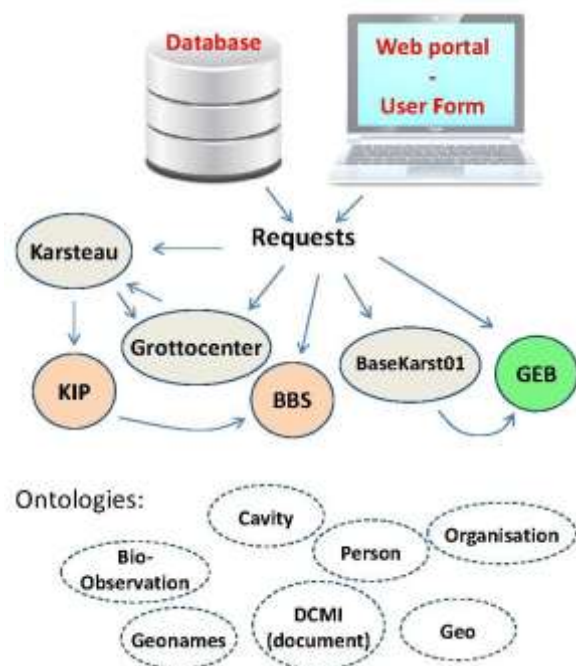 Database
Web portal
-
User Form
Requests
Karsteau
Grottocenter
BaseKarst01
GEB
KIP
BBS
Ontologies:
Cavity
Organisation
Person
Bio-
Observation
DCMI
(document)
Geo
Geonames